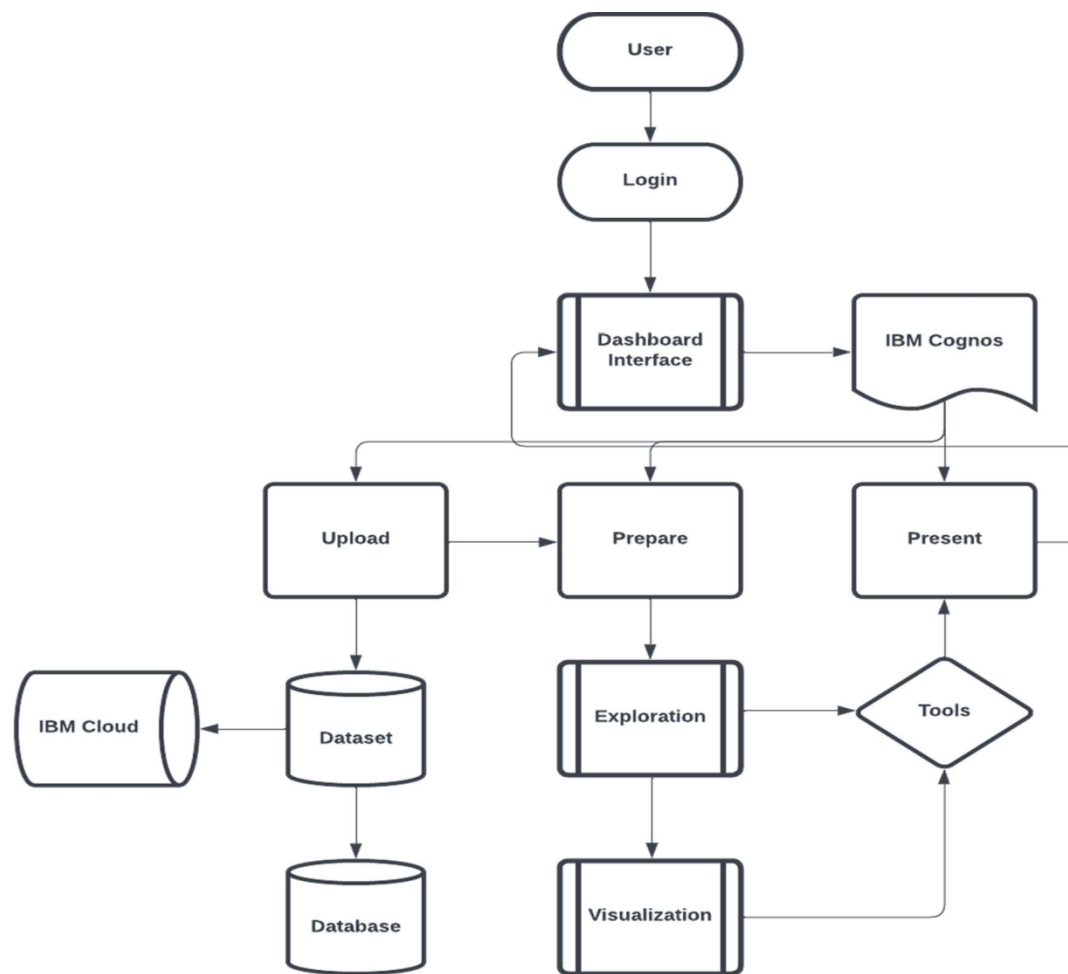 User
Login
Dashboard
Interface
IBM Cognos
Upload
Prepare
Present
IBM Cloud
Dataset
Exploration
Tools
Database
Visualization